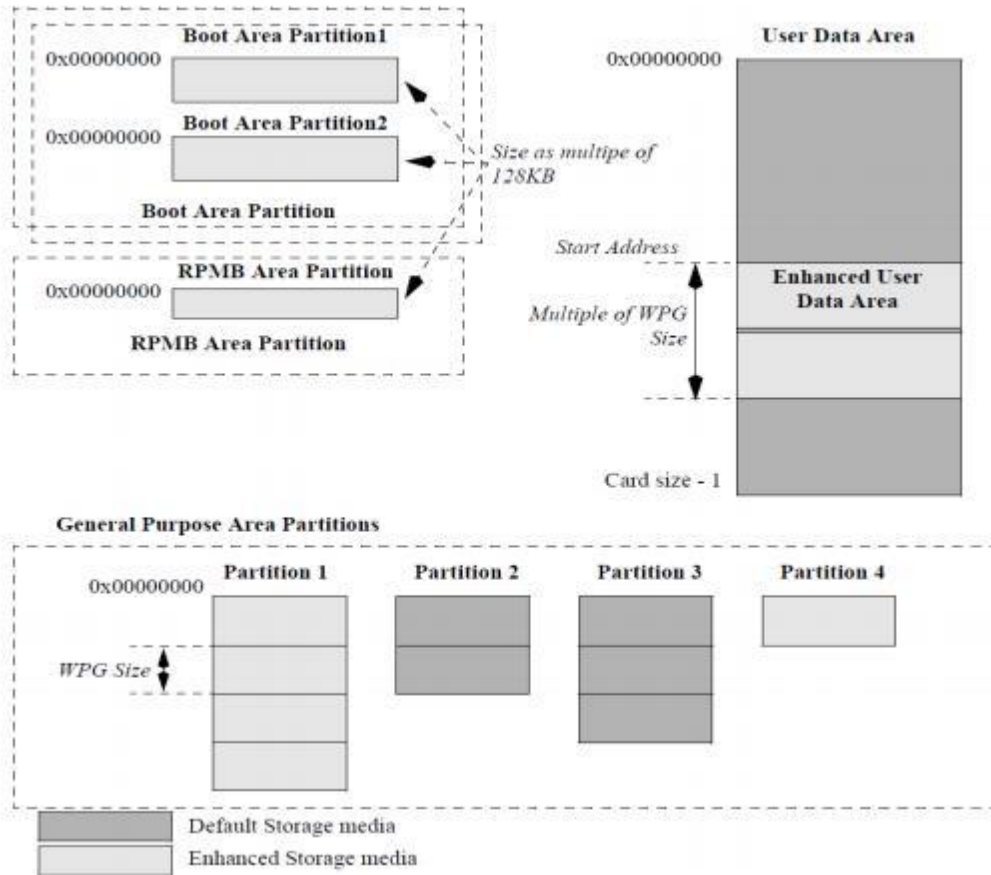 Boot Area Partition1
0x00000000
Boot Area Partition2
0x00000000
Boot Area Partition
Size as multipe of
128KB
RPMB Area Partition
0x00000000
RPMB Area Partition
User Data Area
0x00000000
Start Address
Enhanced User
Data Area
Multiple of WPG
Size
Card size - 1
General Purpose Area Partitions
0x00000000
Partition 1
Partition 2
Partition 3
Partition 4
WPG Size
Default Storage media
Enhanced Storage media